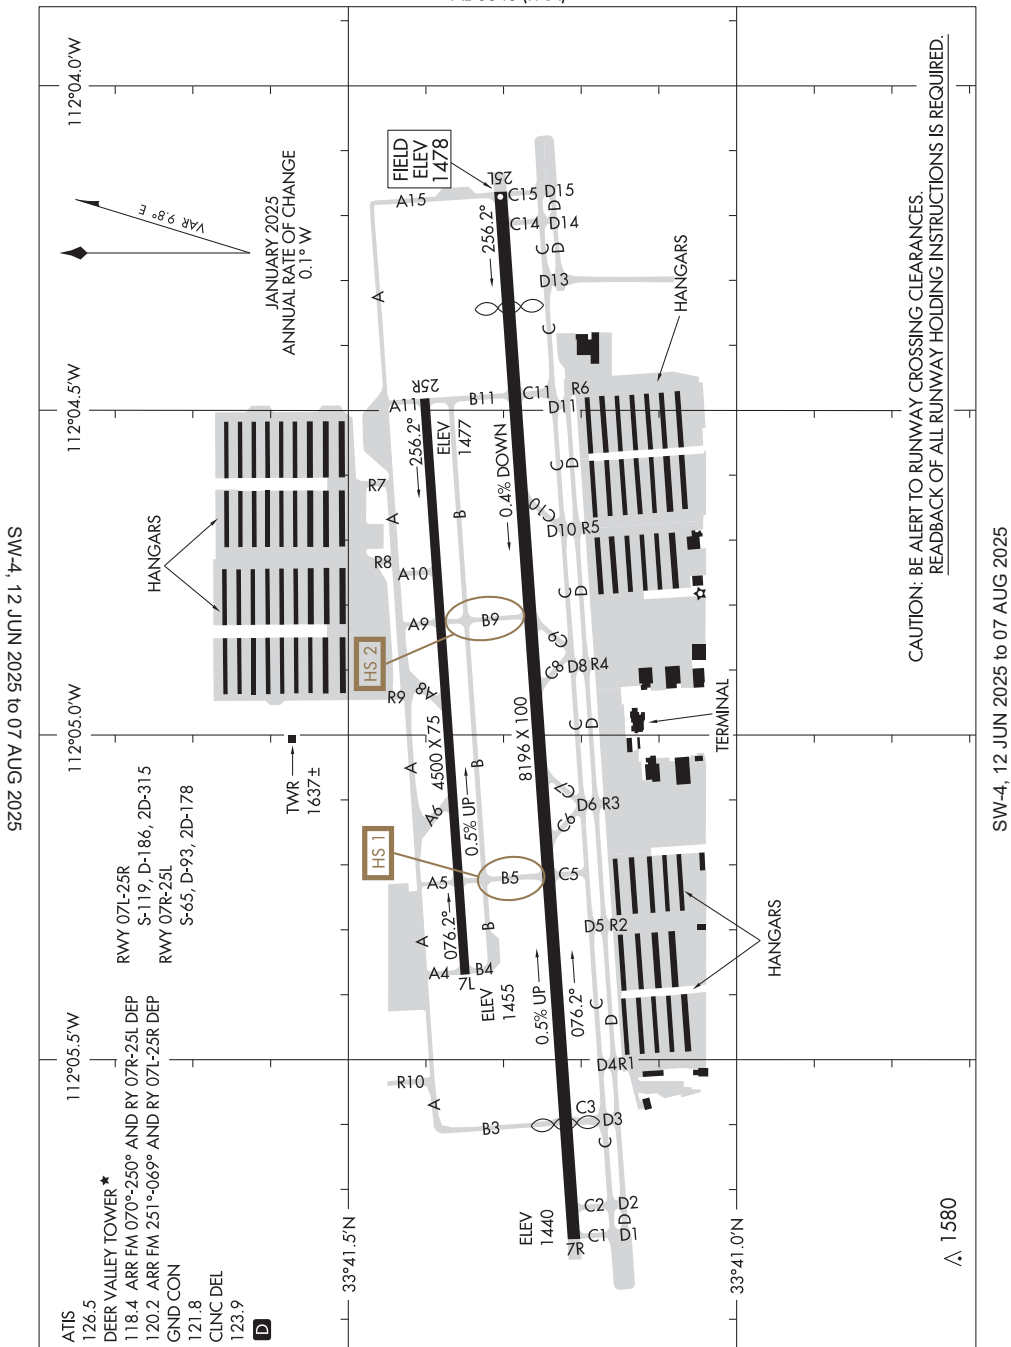 SW-4, 12 JUN 2025 to 07 AUG 2025
SW-4, 12 JUN 2025 to 07 AUG 2025
ATIS
126.5
DEER VALLEY TOWER★
118.4 ARR FM 070°-250° AND RY 07R-25L DEP
120.2 ARR FM 251°-069° AND RY 07L-25R DEP
GND CON
121.8
CLNC DEL
123.9
D
RWY 07L-25R
S-119, D-186, 2D-315
RWY 07R-25L
S-65, D-93, 2D-178
112°05.5'W
112°05.0'W
112°04.5'W
112°04.0'W
VAR 9.8° E
JANUARY 2025
ANNUAL RATE OF CHANGE
0.1° W
HANGARS
TWR
1637±
33°41.5'N
33°41.0'N
FIELD
ELEV
1478
R10
R9
R8
R7
A
A
A
A
A
A4
A5
A6
A8
A9
A10
A11
A15
HS 1
HS 2
7L
076.2°
0.5% UP
4500 X 75
256.2°
25R
ELEV
1455
ELEV
1477
B
B
B
B3
B4
B5
B9
B11
7R
ELEV
1440
0.5% UP
076.2°
8196 X 100
0.4% DOWN
256.2°
25L
C1
C2
C3
C5
C6
C7
C8
C9
C10
C11
C14
C15
C
C
C
C
C
C
C
D
D
D
D
D
D
D
D1
D2
D3
D4
R1
D5 R2
D6 R3
D8 R4
D10 R5
D11
R6
D13
D14
D15
HANGARS
TERMINAL
HANGARS
1580
CAUTION: BE ALERT TO RUNWAY CROSSING CLEARANCES.
READBACK OF ALL RUNWAY HOLDING INSTRUCTIONS IS REQUIRED.